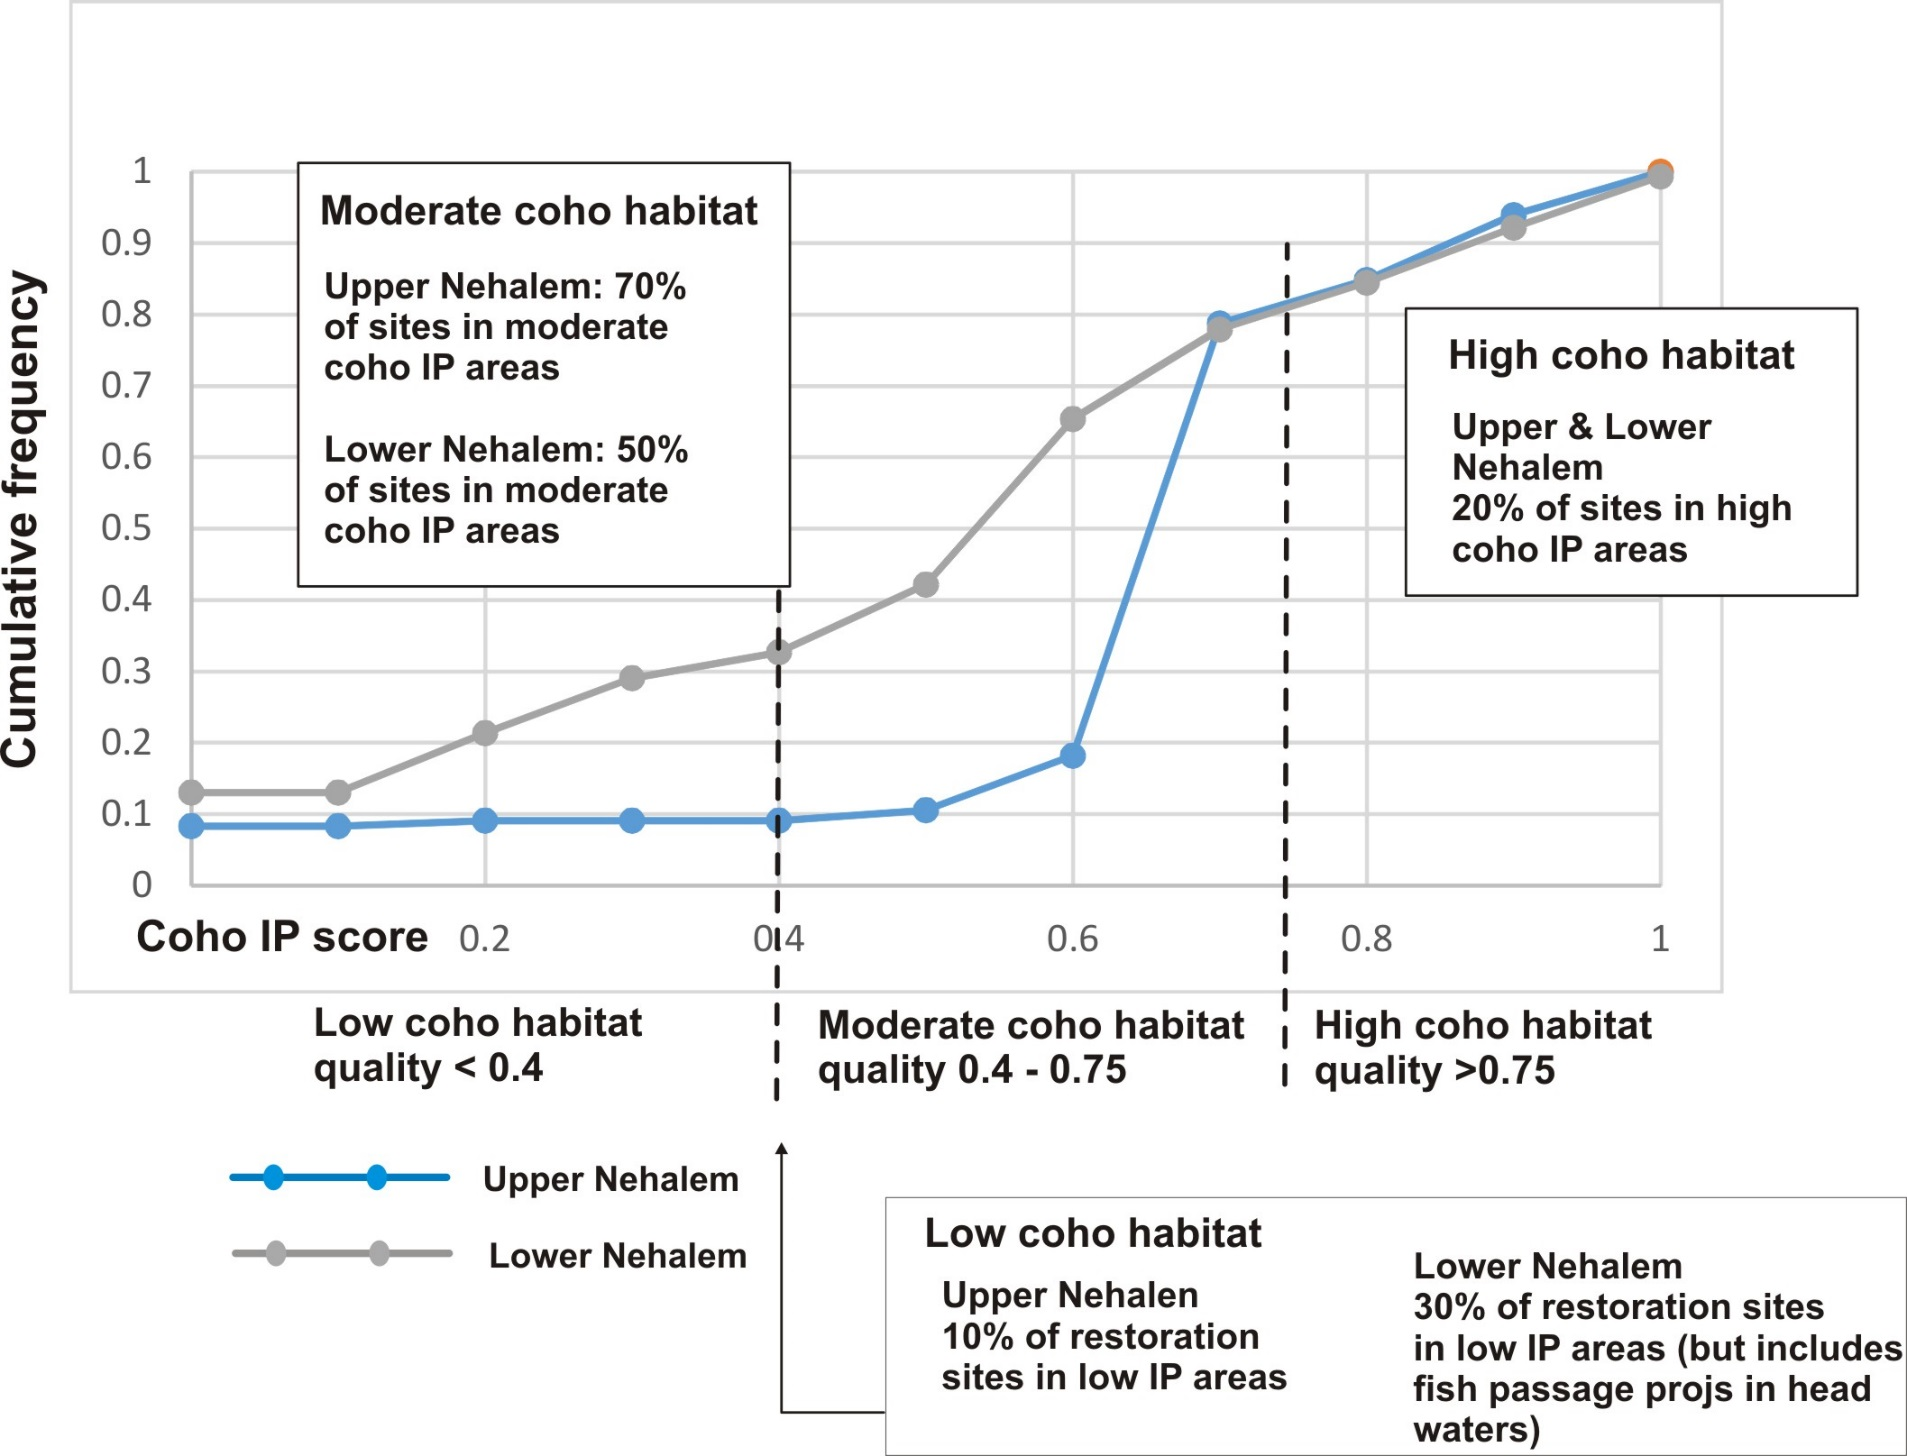 Cumulative frequency
1
0.9
0.8
0.7
0.6
0.5
0.4
0.3
0.2
0.1
0
Moderate coho habitat
Upper Nehalem: 70%
of sites in moderate
coho IP areas
Lower Nehalem: 50%
of sites in moderate
coho IP areas
High coho habitat
Upper & Lower
Nehalem
20% of sites in high
coho IP areas
Coho IP score 0.2 0.4 0.6 0.8 1
Low coho habitat
quality < 0.4
Moderate coho habitat
quality 0.4 - 0.75
High coho habitat
quality >0.75
Upper Nehalem
Lower Nehalem
Low coho habitat
Upper Nehalen
10% of restoration
sites in low IP areas
Lower Nehalem
30% of restoration sites
in low IP areas (but includes
fish passage projs in head
waters)